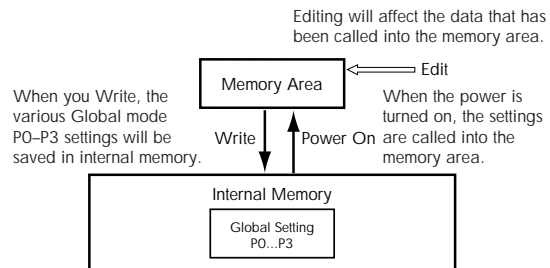 Editing will affect the data that has
been called into the memory area.
Edit
Memory Area
When you Write, the
various Global mode
P0–P3 settings will be
saved in internal memory.
Write
Power On
When the power is
turned on, the settings
are called into the
memory area.
Internal Memory
Global Setting
P0...P3